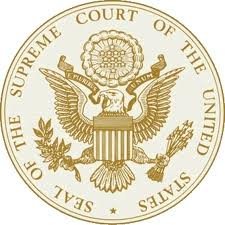 SEAL OF THE SUPREME COURT OF THE UNITED STATES
E PLURIBUS UNUM